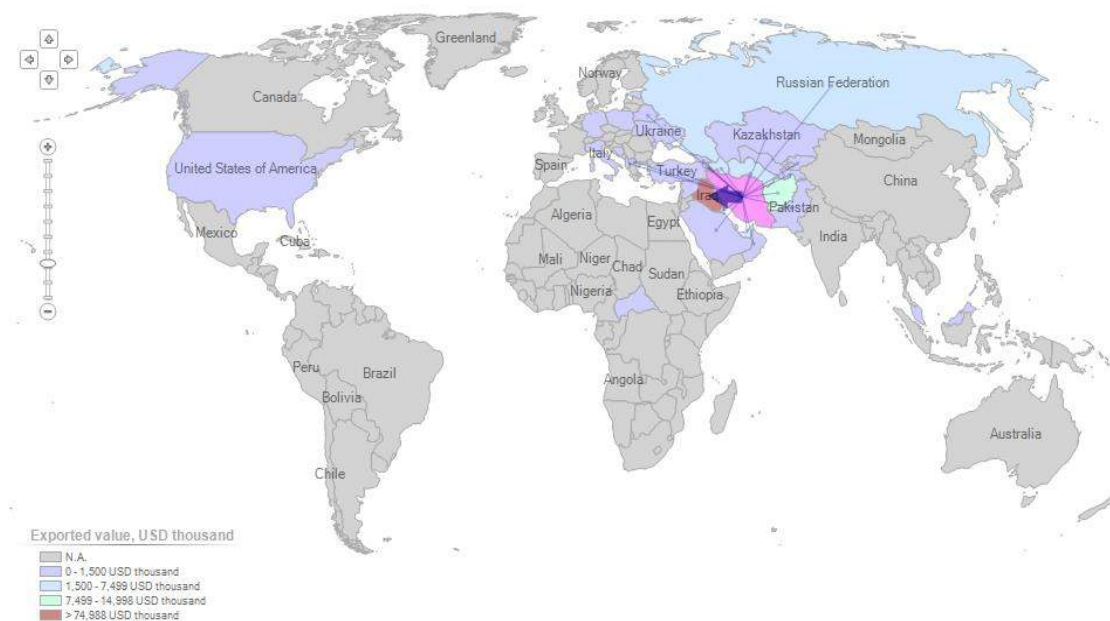 Greenland
Norway
Russian Federation
Canada
Ukraine
Kazakhstan
Mongolia
United States of America
Spain
Italy
Turkey
China
Iraq
Pakistan
Mexico
Cuba
Algeria
Egypt
India
Mali
Niger
Chad
Sudan
Nigeria
Ethiopia
Peru
Brazil
Angola
Bolivia
Australia
Chile
Exported value, USD thousand
N.A.
0 - 1,500 USD thousand
1,500 - 7,499 USD thousand
7,499 - 14,998 USD thousand
> 74,988 USD thousand